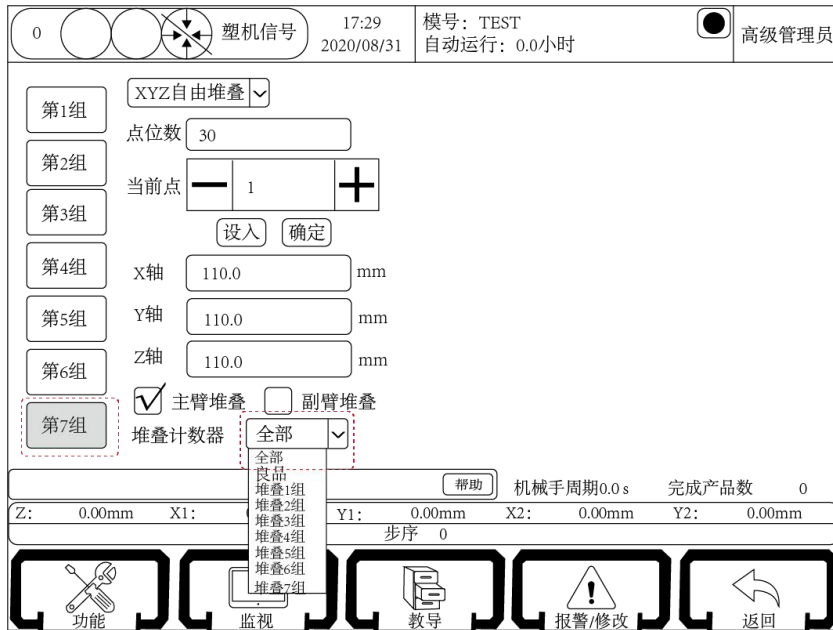 0 塑机信号 17:29 模号：TEST 高级管理员
2020/08/31 自动运行：0.0小时
第1组 XYZ自由堆叠
点位数 30
第2组 当前点 1
第3组 设入 确定
第4组 X轴 110.0 mm
第5组 Y轴 110.0 mm
第6组 Z轴 110.0 mm
主臂堆叠 副臂堆叠
第7组 堆叠计数器 全部
全部
良品
堆叠1组
堆叠2组
堆叠3组
堆叠4组
堆叠5组
堆叠6组
堆叠7组
帮助 机械手周期0.0 s 完成产品数 0
Z: 0.00mm X1: Y1: 0.00mm X2: 0.00mm Y2: 0.00mm
步序 0
功能 监视 教导 报警/修改 返回